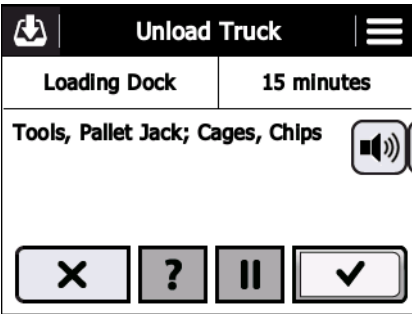 Unload Truck
Loading Dock 15 minutes
Tools, Pallet Jack; Cages, Chips
?